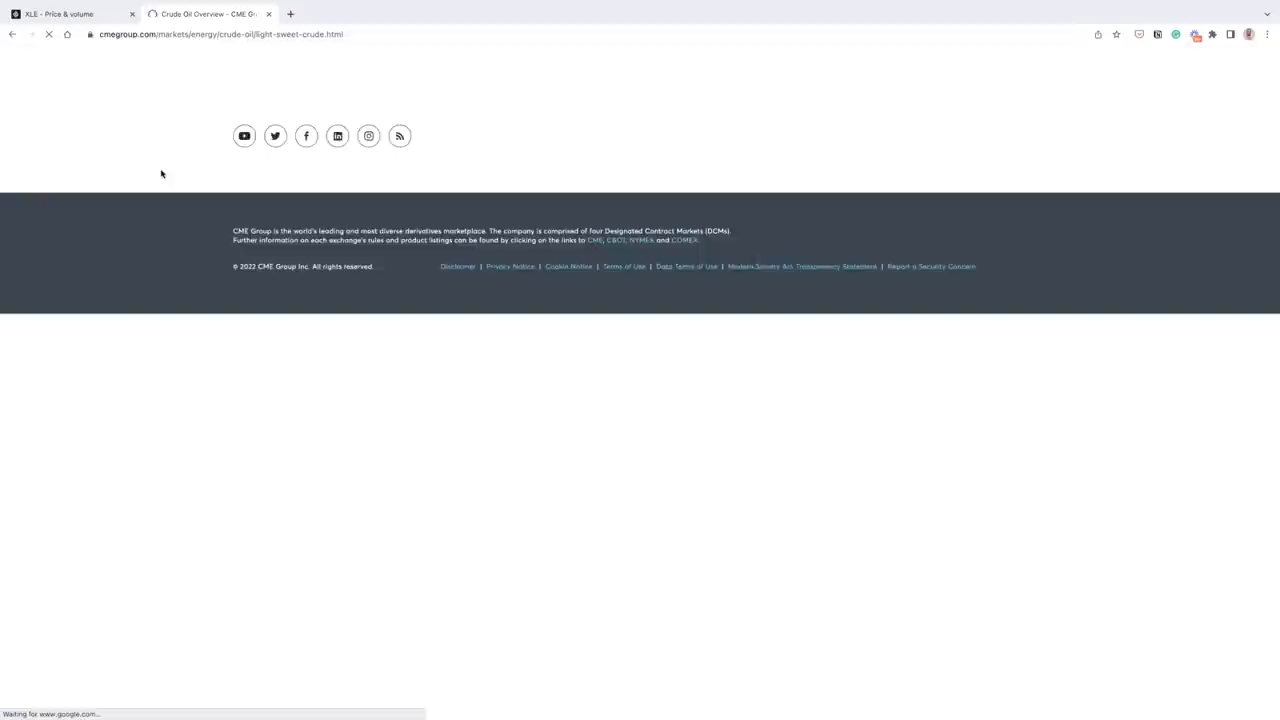 XLE - Price & volume
Crude Oil Overview - CME Gr
cmegroup.com/markets/energy/crude-oil/light-sweet-crude.html
CME Group is the world's leading and most diverse derivatives marketplace. The company is comprised of four Designated Contract Markets (DCMs).
Further information on each exchange's rules and product listings can be found by clicking on the links to CME, CBOT, NYMEX and COMEX.
© 2022 CME Group Inc. All rights reserved.
Disclaimer | Privacy Notice | Cookie Notice | Terms of Use | Data Terms of Use | Modern Slavery Act Transparency Statement | Report a Security Concern
Waiting for www.google.com...